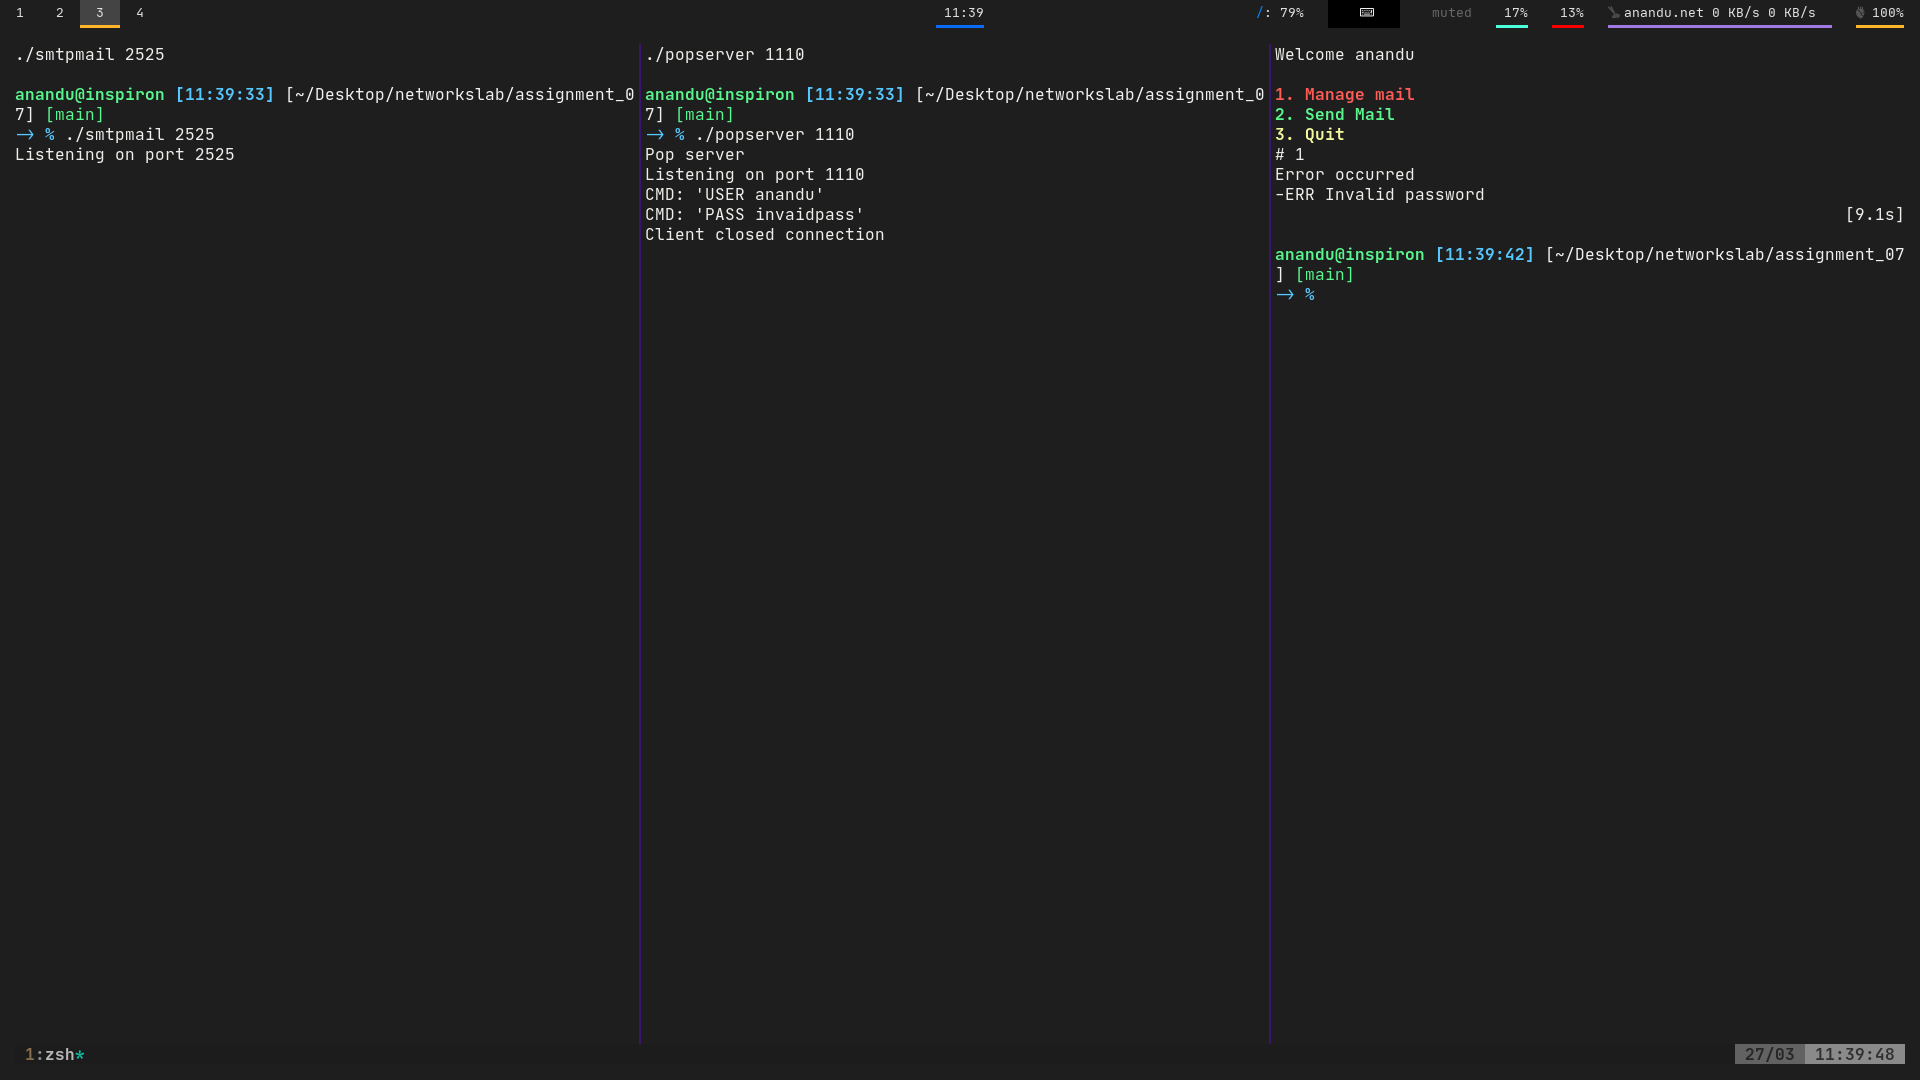 1 2 3 4 11:39 /: 79% muted 17% 13% anandu.net 0 KB/s 0 KB/s 100%
./smtpmail 2525
anandu@inspiron [11:39:33] [~/Desktop/networkslab/assignment_0
7] [main]
→ % ./smtpmail 2525
Listening on port 2525
./popserver 1110
anandu@inspiron [11:39:33] [~/Desktop/networkslab/assignment_0
7] [main]
→ % ./popserver 1110
Pop server
Listening on port 1110
CMD: 'USER anandu'
CMD: 'PASS invaidpass'
Client closed connection
Welcome anandu
1. Manage mail
2. Send Mail
3. Quit
# 1
Error occurred
-ERR Invalid password
[9.1s]
anandu@inspiron [11:39:42] [~/Desktop/networkslab/assignment_07
] [main]
→ %
1:zsh* 27/03 11:39:48